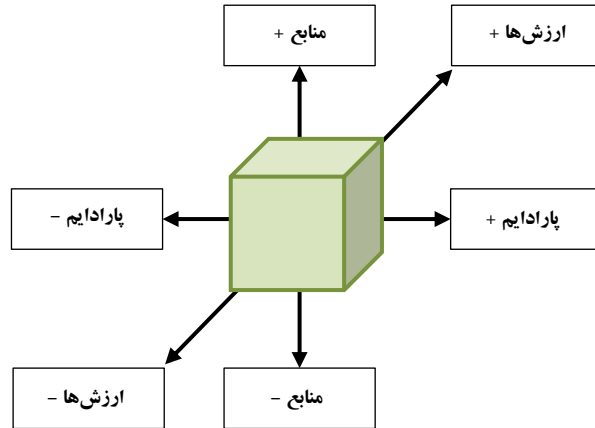 منابع +
ارزش‌ها +
پارادایم −
پارادایم +
ارزش‌ها −
منابع −